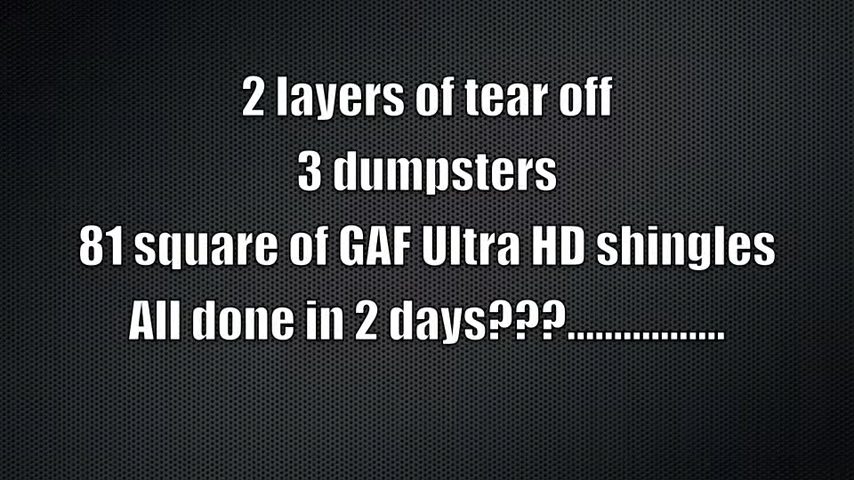 2 layers of tear off
3 dumpsters
81 square of GAF Ultra HD shingles
All done in 2 days???.................